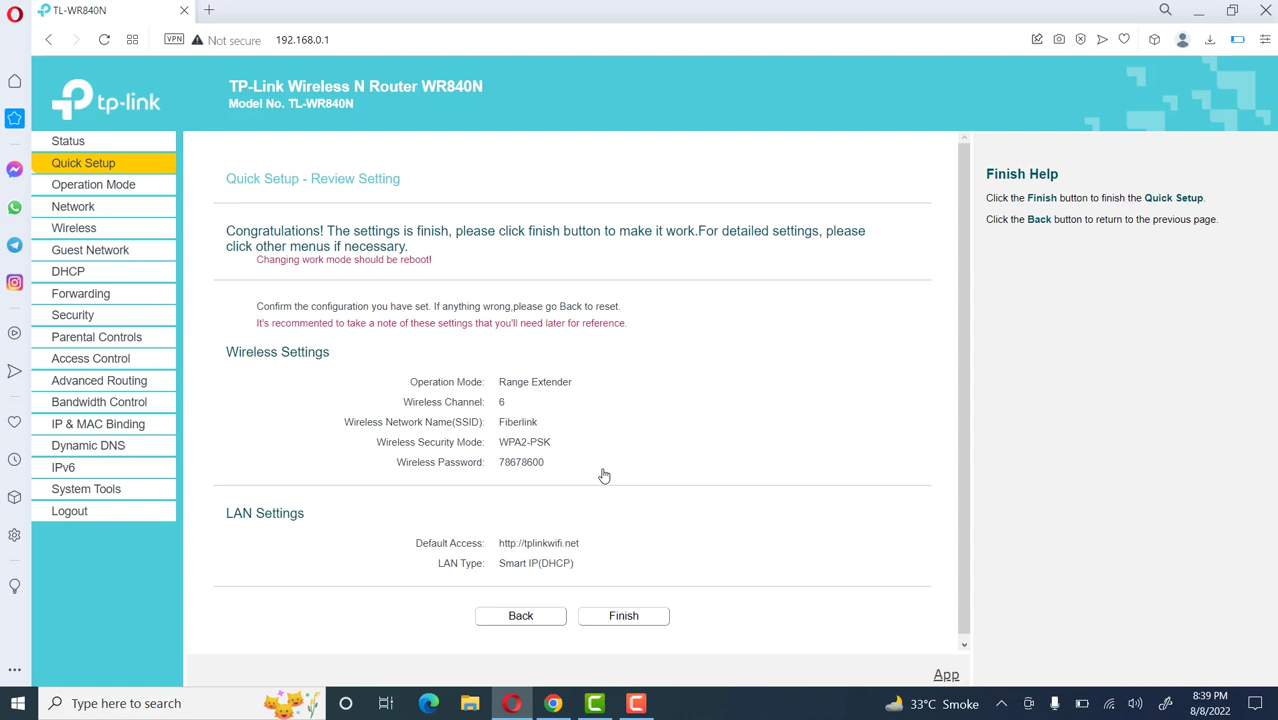 TL-WR840N
VPN
Not secure
192.168.0.1
tp-link
TP-Link Wireless N Router WR840N
Model No. TL-WR840N
Status
Quick Setup
Operation Mode
Network
Wireless
Guest Network
DHCP
Forwarding
Security
Parental Controls
Access Control
Advanced Routing
Bandwidth Control
IP & MAC Binding
Dynamic DNS
IPv6
System Tools
Logout
Quick Setup - Review Setting
Congratulations! The settings is finish, please click finish button to make it work.For detailed settings, please
click other menus if necessary.
Changing work mode should be reboot!
Confirm the configuration you have set. If anything wrong,please go Back to reset.
It's recommended to take a note of these settings that you'll need later for reference.
Wireless Settings
Operation Mode: Range Extender
Wireless Channel: 6
Wireless Network Name(SSID): Fiberlink
Wireless Security Mode: WPA2-PSK
Wireless Password: 78678600
LAN Settings
Default Access: http://tplinkwifi.net
LAN Type: Smart IP(DHCP)
Back
Finish
App
Finish Help
Click the Finish button to finish the Quick Setup.
Click the Back button to return to the previous page.
Type here to search
33°C Smoke
8:39 PM
8/8/2022